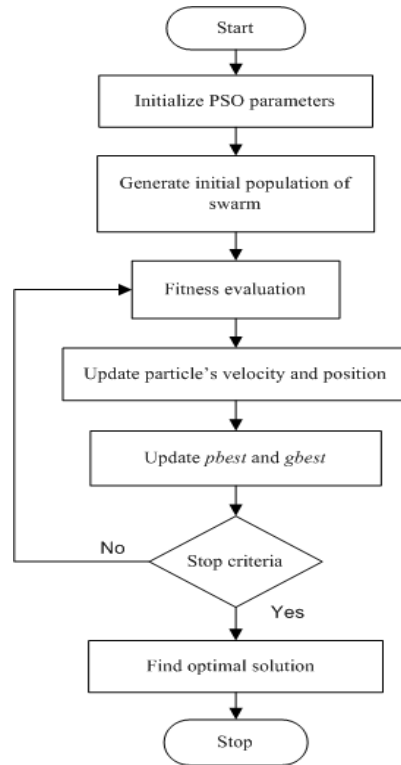 Start
Initialize PSO parameters
Generate initial population of
swarm
Fitness evaluation
Update particle’s velocity and position
Update pbest and gbest
No
Stop criteria
Yes
Find optimal solution
Stop